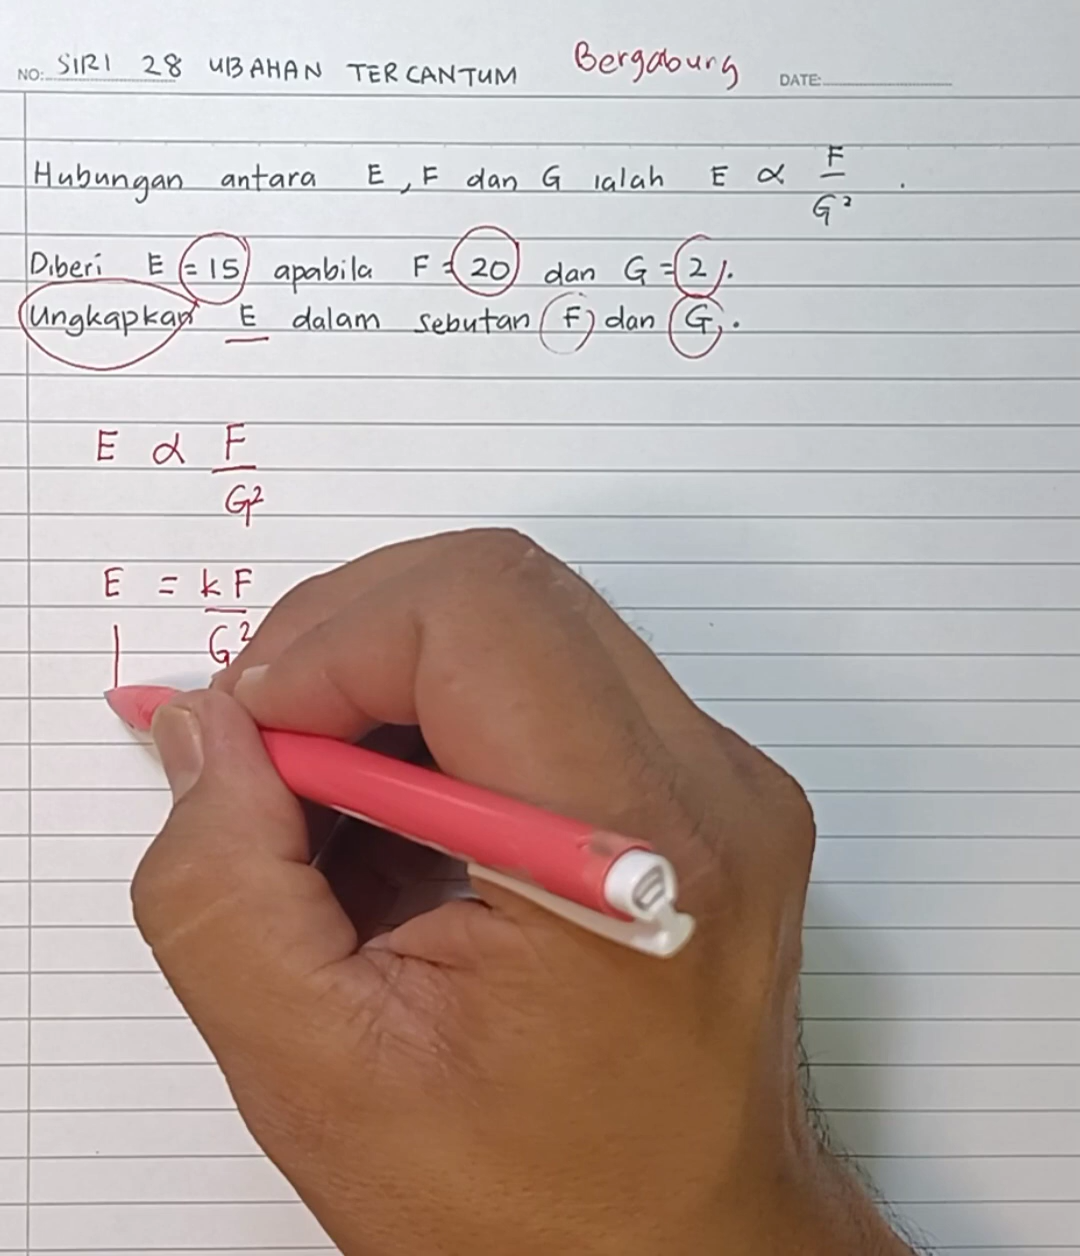 NO: SIRI 28 UBAHAN TERCANTUM Bergabung DATE:
Hubungan antara E, F dan G ialah E ∝ F/G².
Diberi E = 15 apabila F = 20 dan G = 2.
Ungkapkan E dalam sebutan F dan G.
E ∝ F
G²
E = kF
G²